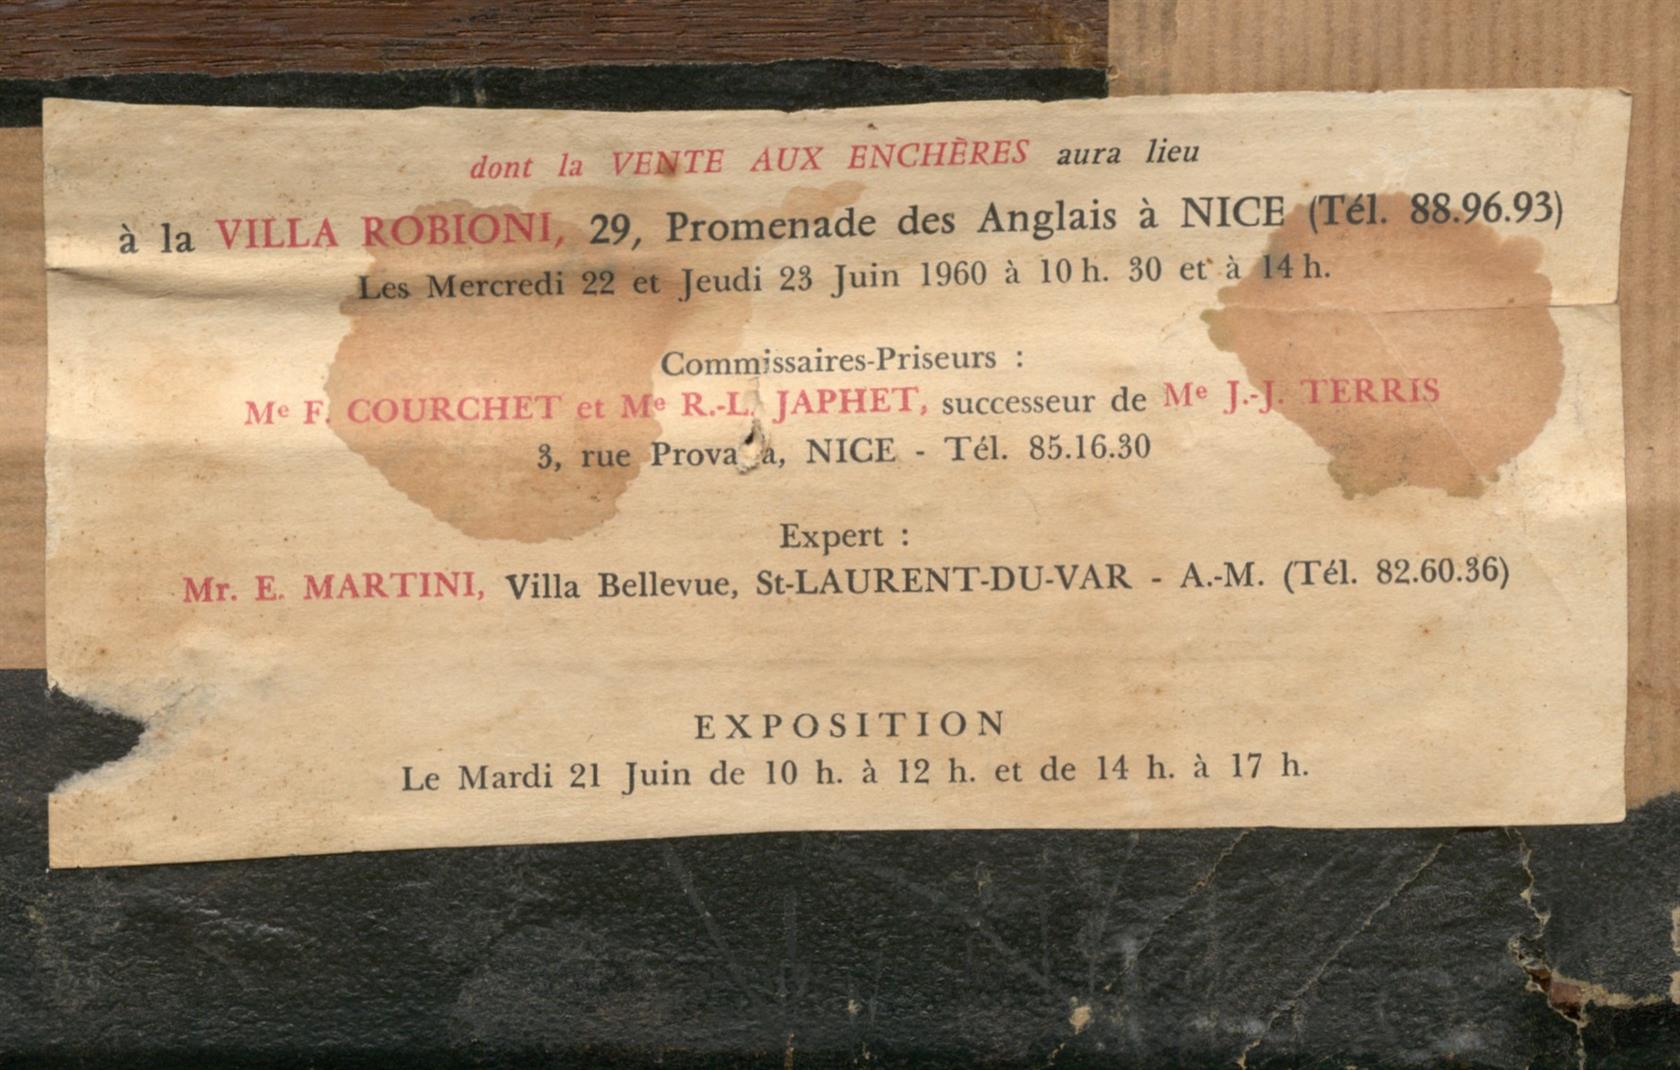 dont la VENTE AUX ENCHÈRES aura lieu
à la VILLA ROBIONI, 29, Promenade des Anglais à NICE (Tél. 88.96.93)
Les Mercredi 22 et Jeudi 23 Juin 1960 à 10 h. 30 et à 14 h.
Commissaires-Priseurs :
Me F. COURCHET et Me R.-L. JAPHET, successeur de Me J.-J. TERRIS
3, rue NICE - Tél. 85.16.30
Expert :
Mr. E. MARTINI, Villa Bellevue, St-LAURENT-DU-VAR - A.-M. (Tél. 82.60.36)
EXPOSITION
Le Mardi 21 Juin de 10 h. à 12 h. et de 14 h. à 17 h.